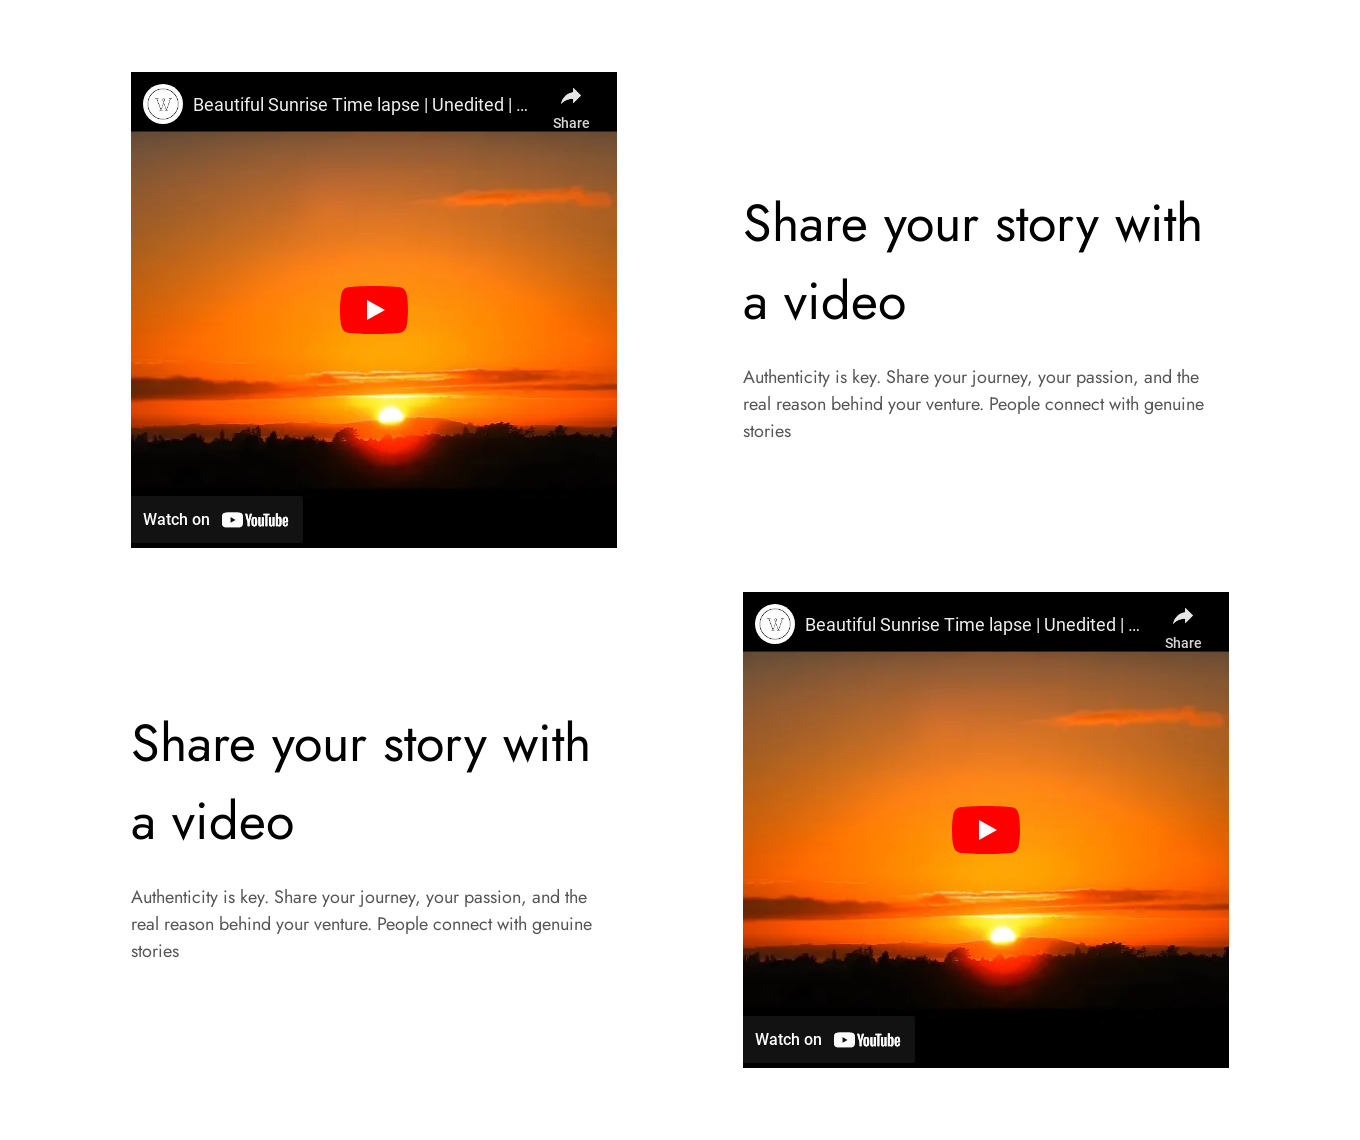 W
Beautiful Sunrise Time lapse | Unedited | ...
Share
Watch on YouTube
Share your story with
a video
Authenticity is key. Share your journey, your passion, and the
real reason behind your venture. People connect with genuine
stories
Share your story with
a video
Authenticity is key. Share your journey, your passion, and the
real reason behind your venture. People connect with genuine
stories
W
Beautiful Sunrise Time lapse | Unedited | ...
Share
Watch on YouTube